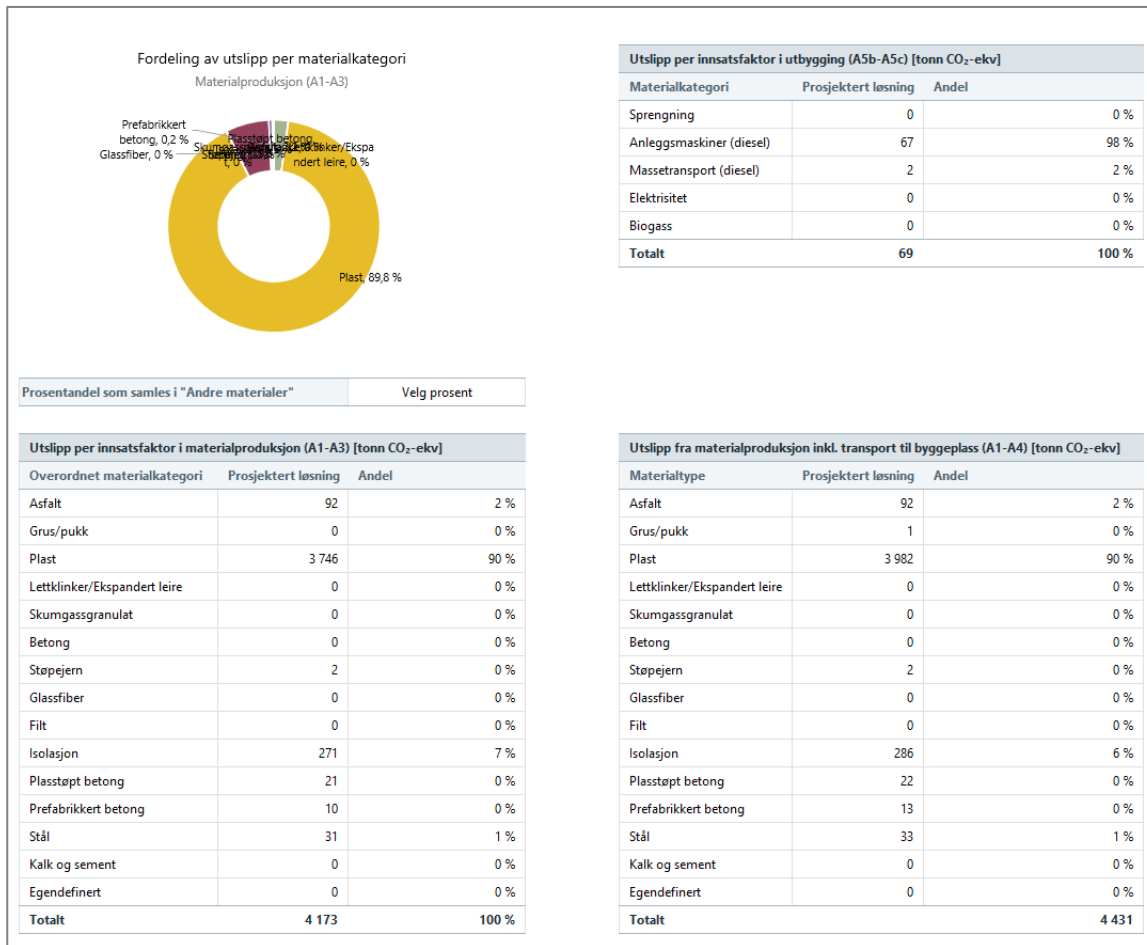 Fordeling av utslipp per materialkategori
Materialproduksjon (A1-A3)
Prefabrikkert
betong, 0,2 %
Glassfiber, 0 %
Plasstøpt betong,
ndert leire, 0 %
Plast, 89,8 %
Utslipp per innsatsfaktor i utbygging (A5b-A5c) [tonn CO₂-ekv]
Materialkategori Prosjektert løsning Andel
Sprengning 0 0 %
Anleggsmaskiner (diesel) 67 98 %
Massetransport (diesel) 2 2 %
Elektrisitet 0 0 %
Biogass 0 0 %
Totalt 69 100 %
Prosentandel som samles i "Andre materialer" Velg prosent
Utslipp per innsatsfaktor i materialproduksjon (A1-A3) [tonn CO₂-ekv]
Overordnet materialkategori Prosjektert løsning Andel
Asfalt 92 2 %
Grus/pukk 0 0 %
Plast 3 746 90 %
Lettklinker/Ekspandert leire 0 0 %
Skumgassgranulat 0 0 %
Betong 0 0 %
Støpejern 2 0 %
Glassfiber 0 0 %
Filt 0 0 %
Isolasjon 271 7 %
Plasstøpt betong 21 0 %
Prefabrikkert betong 10 0 %
Stål 31 1 %
Kalk og sement 0 0 %
Egendefinert 0 0 %
Totalt 4 173 100 %
Utslipp fra materialproduksjon inkl. transport til byggeplass (A1-A4) [tonn CO₂-ekv]
Materialtype Prosjektert løsning Andel
Asfalt 92 2 %
Grus/pukk 1 0 %
Plast 3 982 90 %
Lettklinker/Ekspandert leire 0 0 %
Skumgassgranulat 0 0 %
Betong 0 0 %
Støpejern 2 0 %
Glassfiber 0 0 %
Filt 0 0 %
Isolasjon 286 6 %
Plasstøpt betong 22 0 %
Prefabrikkert betong 13 0 %
Stål 33 1 %
Kalk og sement 0 0 %
Egendefinert 0 0 %
Totalt 4 431